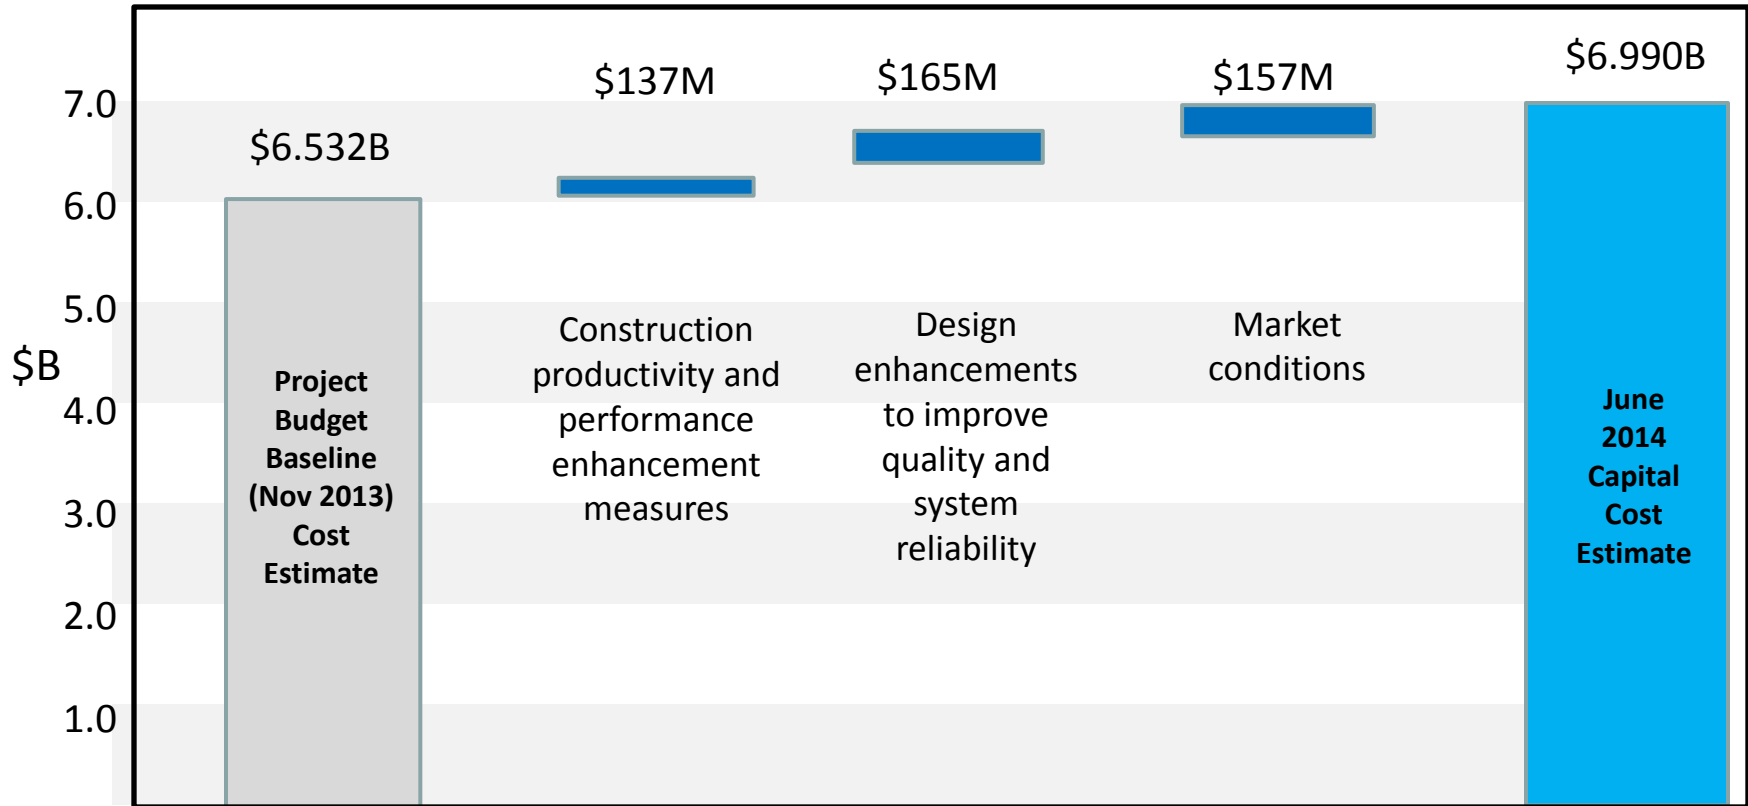 $6.990B
$137M
$165M
$157M
7.0
$6.532B
6.0
5.0
Construction
productivity and
performance
enhancement
measures
Design
enhancements
to improve
quality and
system
reliability
Market
conditions
$B
Project
Budget
Baseline
(Nov 2013)
Cost
Estimate
4.0
June
2014
Capital
Cost
Estimate
3.0
2.0
1.0